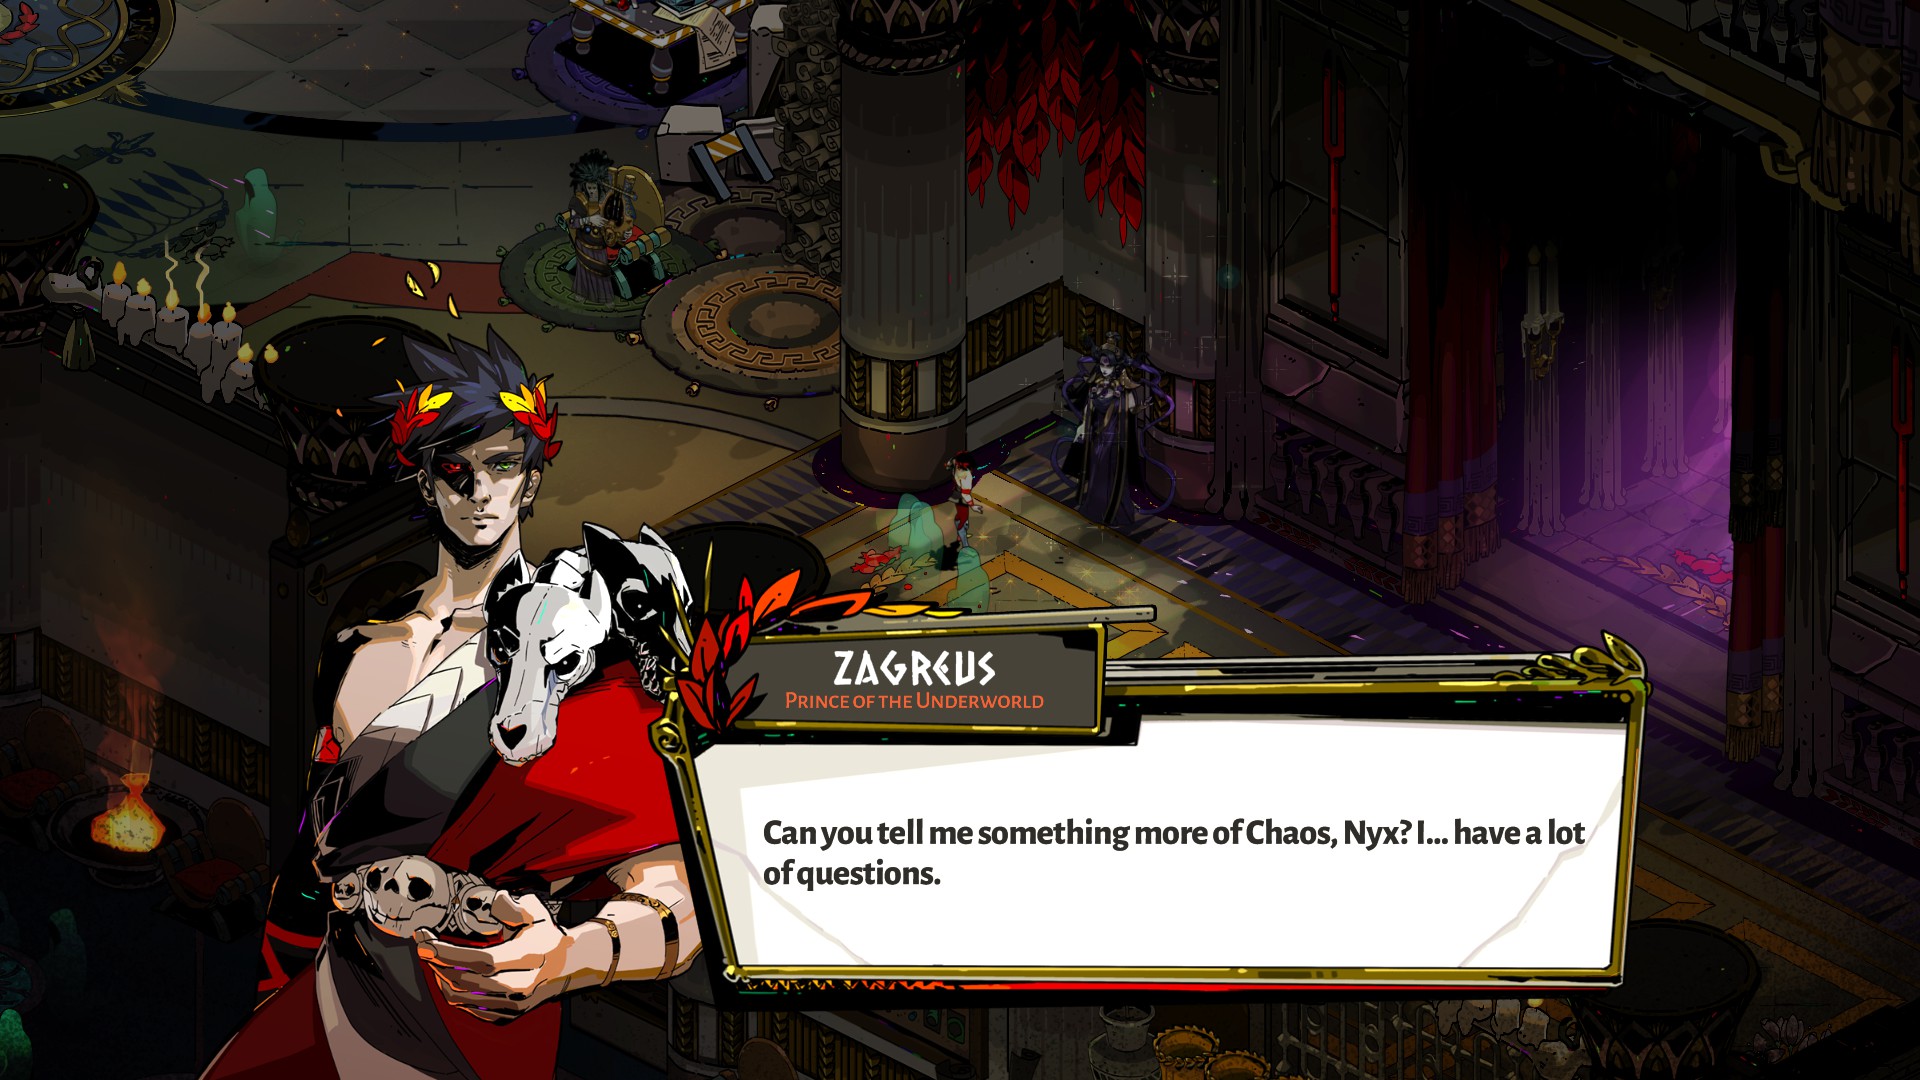 ZAGREUS
PRINCE OF THE UNDERWORLD
Can you tell me something more of Chaos, Nyx? I... have a lot
of questions.